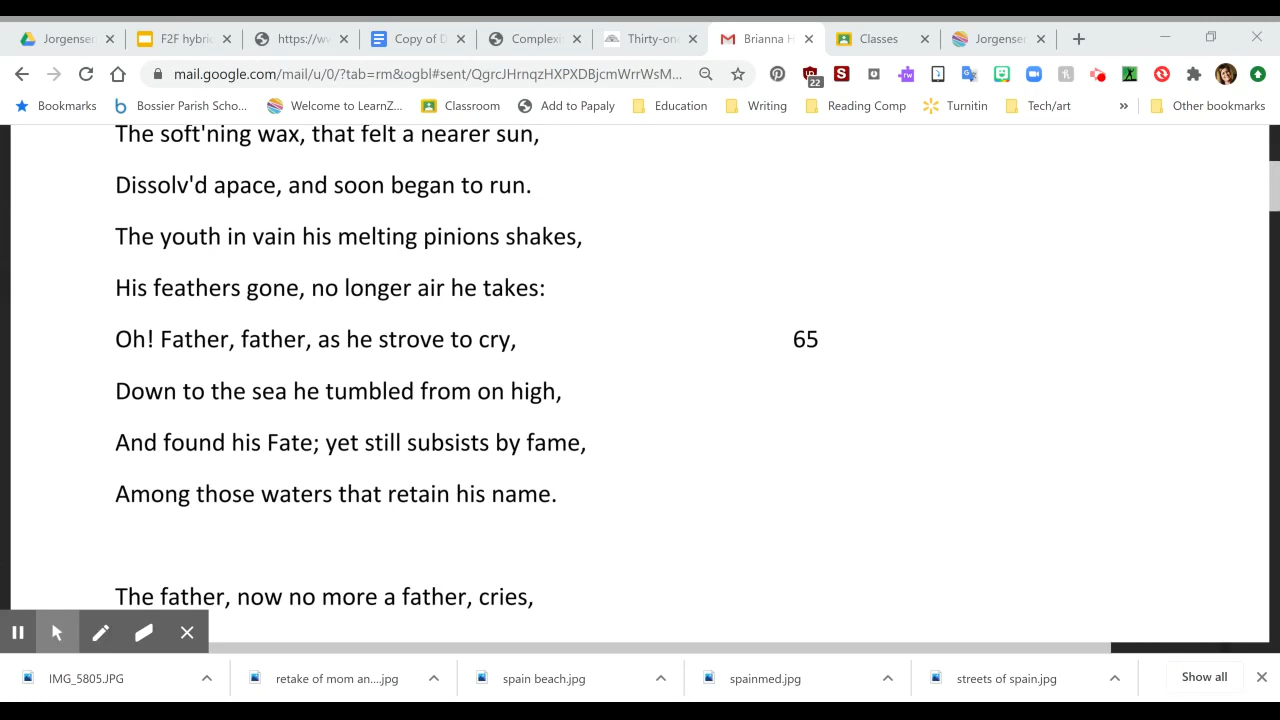 Jorgensen
F2F hybri
https://w
Copy of D
Complexi
Thirty-one
Brianna H
Classes
Jorgensen
mail.google.com/mail/u/0/?tab=rm&ogbl#sent/QgrcJHrnqzHXPXDBjcmWrrWsM...
22
Bookmarks
Bossier Parish Scho...
Welcome to LearnZ...
Classroom
Add to Papaly
Education
Writing
Reading Comp
Turnitin
Tech/art
»
Other bookmarks
The soft'ning wax, that felt a nearer sun,
Dissolv'd apace, and soon began to run.
The youth in vain his melting pinions shakes,
His feathers gone, no longer air he takes:
Oh! Father, father, as he strove to cry, 65
Down to the sea he tumbled from on high,
And found his Fate; yet still subsists by fame,
Among those waters that retain his name.
The father, now no more a father, cries,
IMG_5805.JPG
retake of mom an....jpg
spain beach.jpg
spainmed.jpg
streets of spain.jpg
Show all